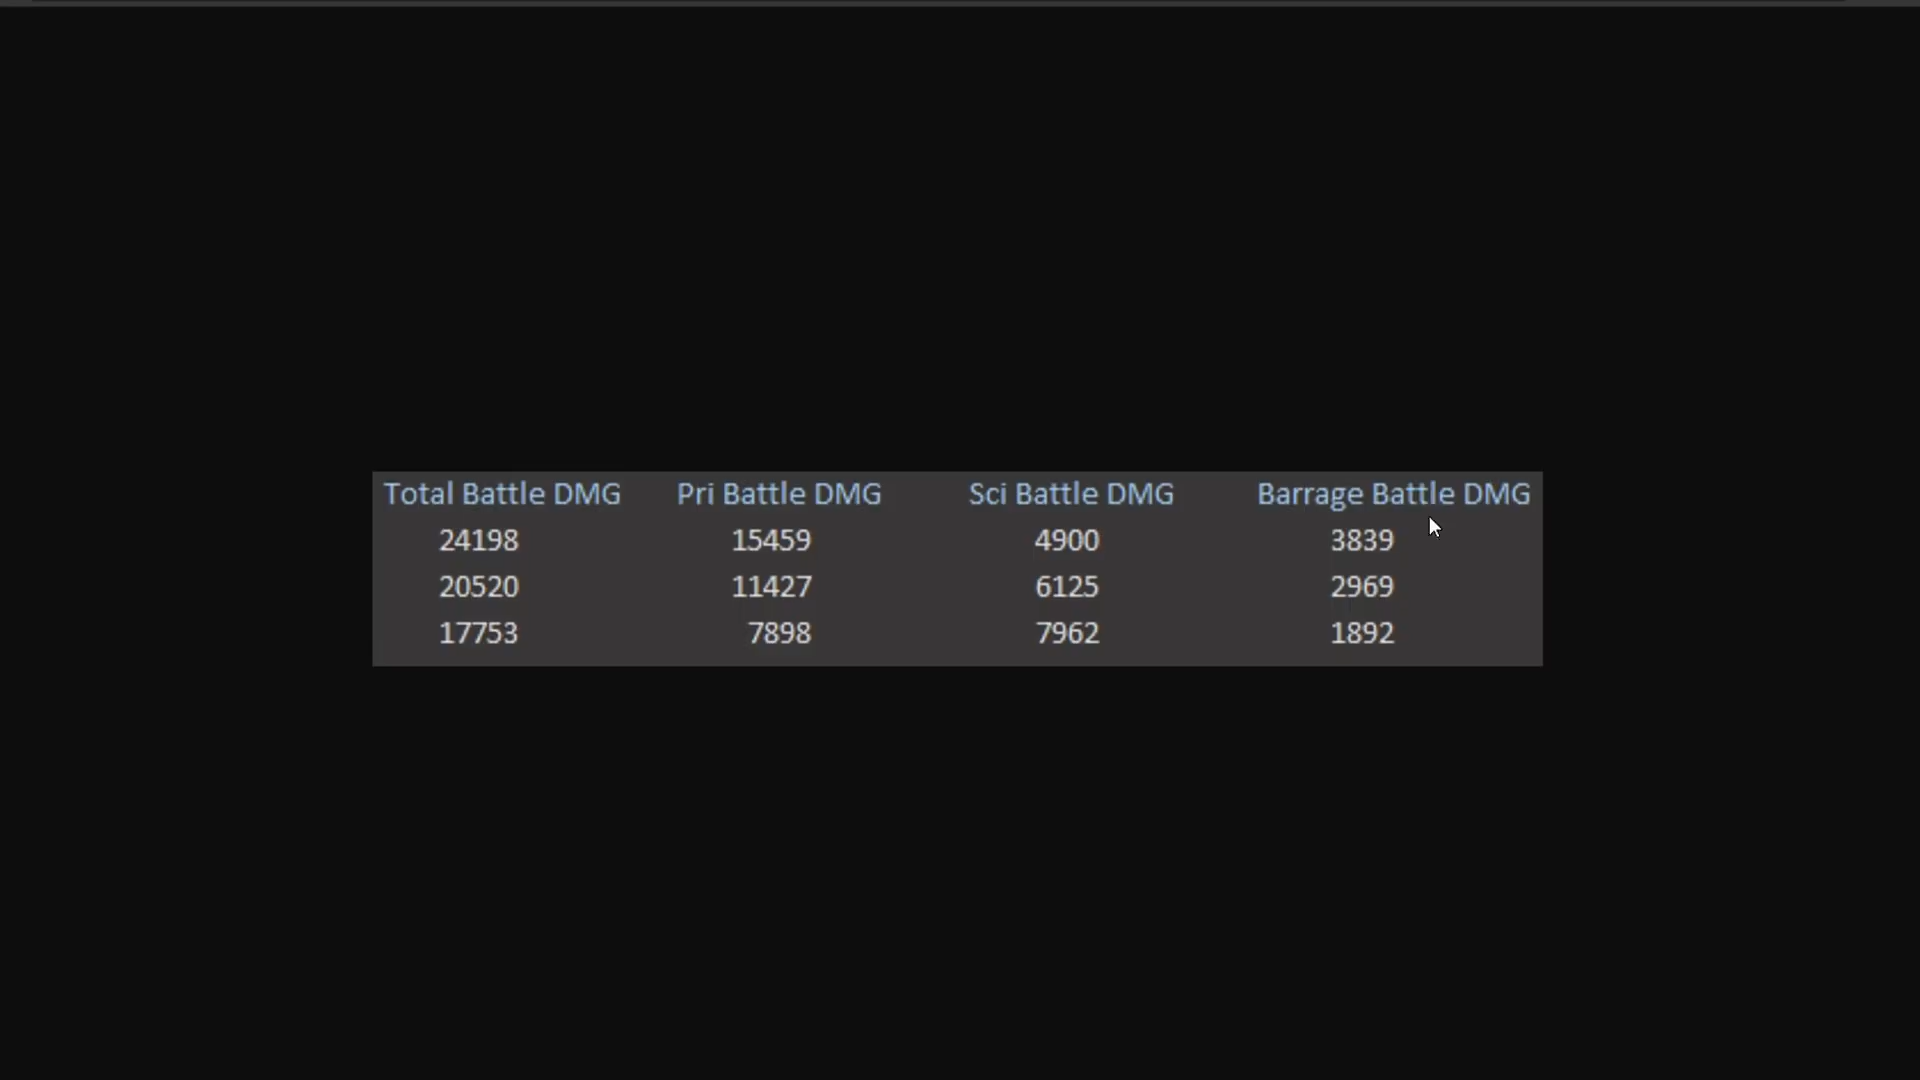 Total Battle DMG Pri Battle DMG Sci Battle DMG Barrage Battle DMG
24198 15459 4900 3839
20520 11427 6125 2969
17753 7898 7962 1892